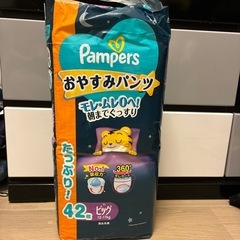 Pampers
おやすみパンツ
モレ・ムレ0へ!
朝までぐっすり
360°
たっぷり!
42枚
ビッグ